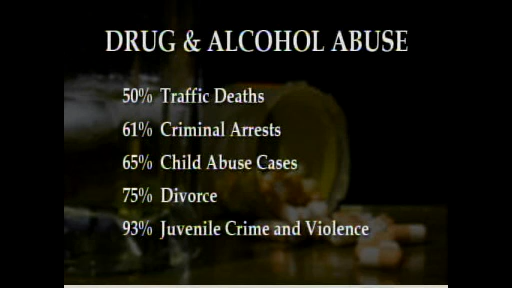 DRUG & ALCOHOL ABUSE
50% Traffic Deaths
61% Criminal Arrests
65% Child Abuse Cases
75% Divorce
93% Juvenile Crime and Violence